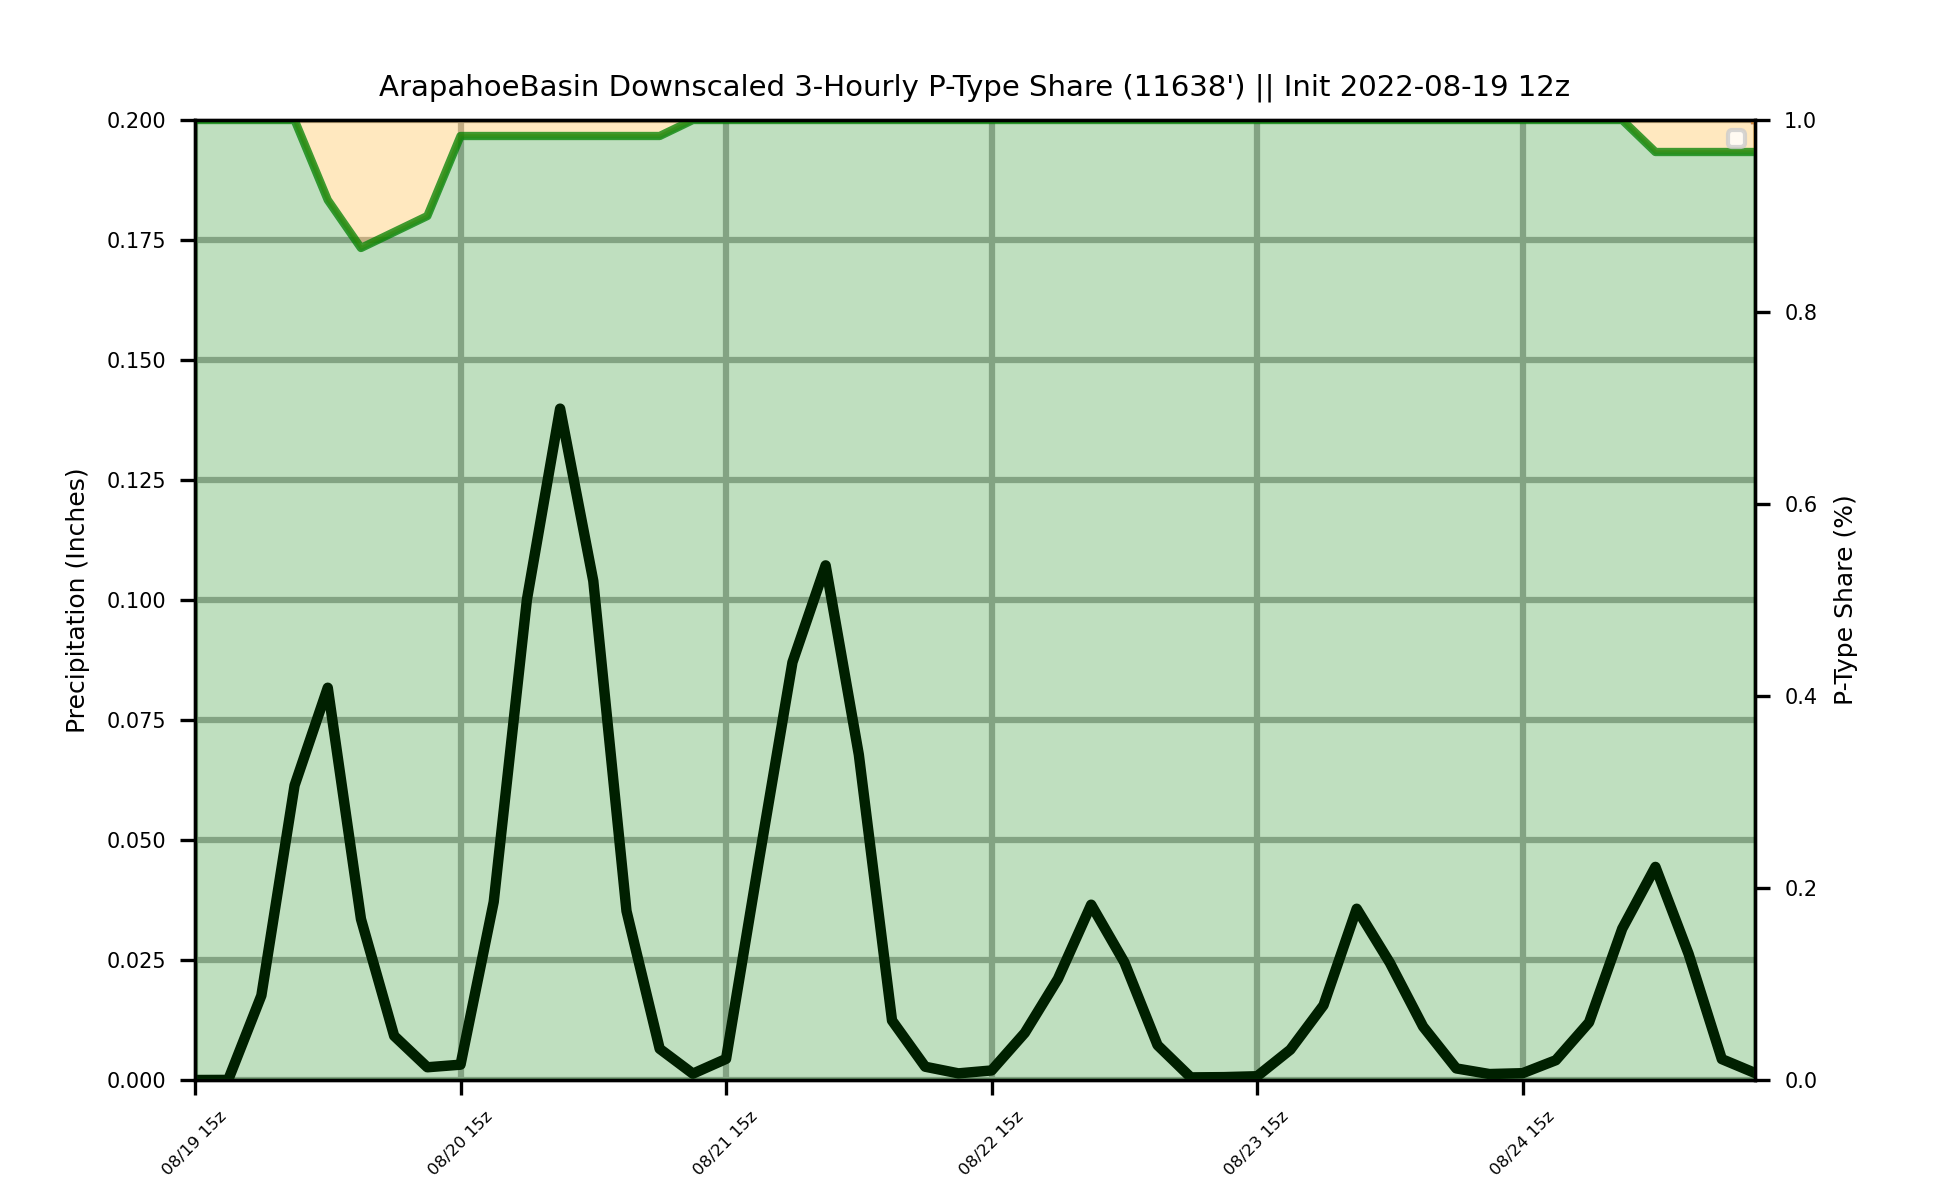 ArapahoeBasin Downscaled 3-Hourly P-Type Share (11638') || Init 2022-08-19 12z
0.200
0.175
0.150
0.125
0.100
0.075
0.050
0.025
0.000
Precipitation (Inches)
1.0
0.8
0.6
0.4
0.2
0.0
P-Type Share (%)
08/19 15z
08/20 15z
08/21 15z
08/22 15z
08/23 15z
08/24 15z